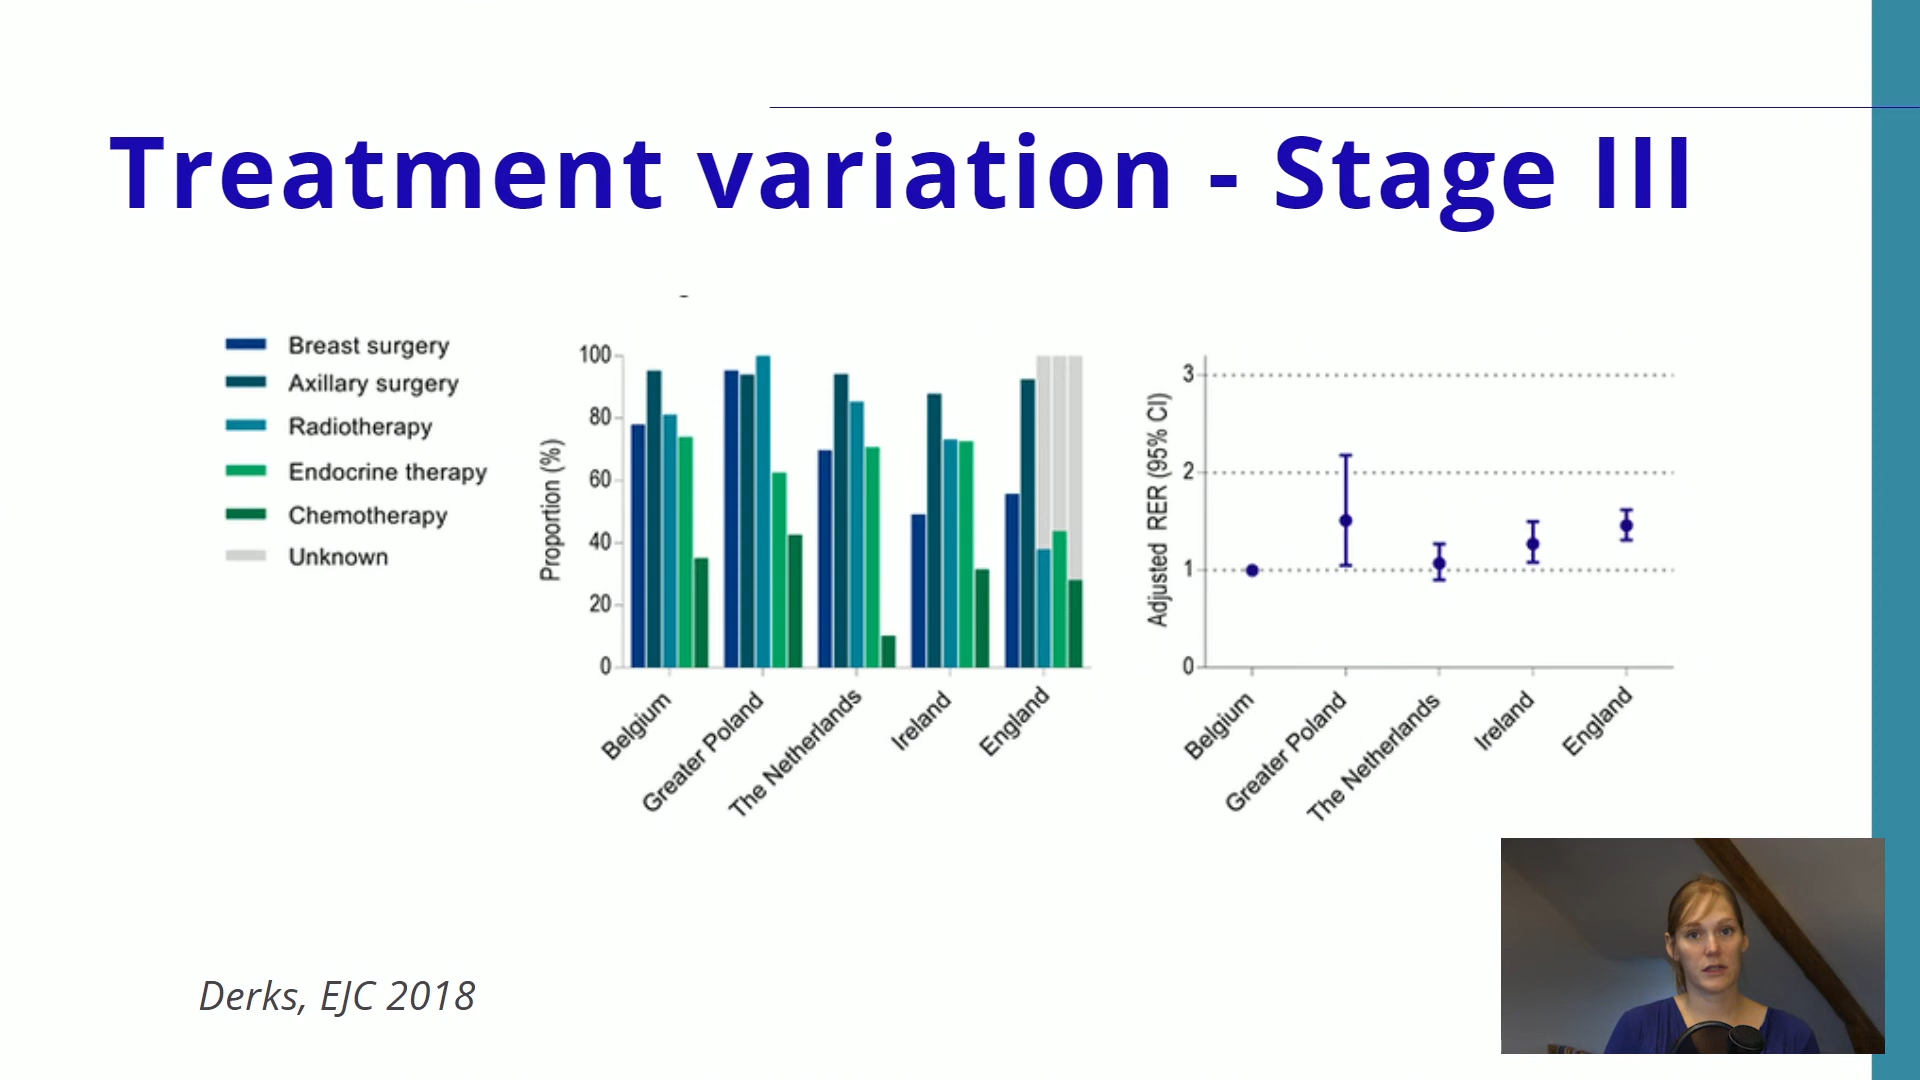 Treatment variation - Stage III
Breast surgery
Axillary surgery
Radiotherapy
Endocrine therapy
Chemotherapy
Unknown
Proportion (%)
100
80
60
40
20
0
Belgium
Greater Poland
The Netherlands
Ireland
England
Adjusted RER (95% CI)
3
2
1
0
Belgium
Greater Poland
The Netherlands
Ireland
England
Derks, EJC 2018